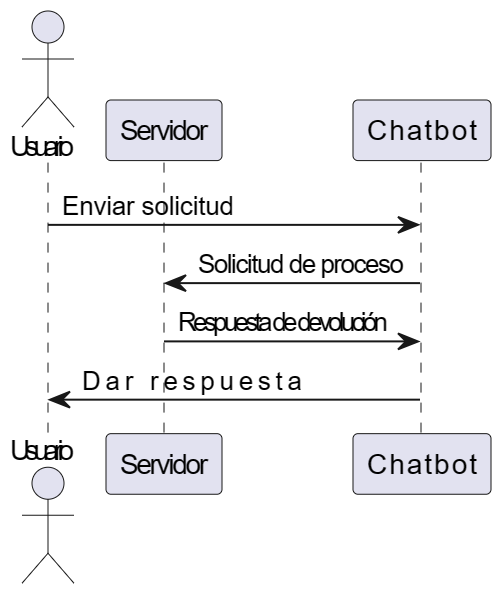 Usuario
Servidor
Chatbot
Enviar solicitud
Solicitud de proceso
Respuesta de devolución
Dar respuesta
Usuario
Servidor
Chatbot